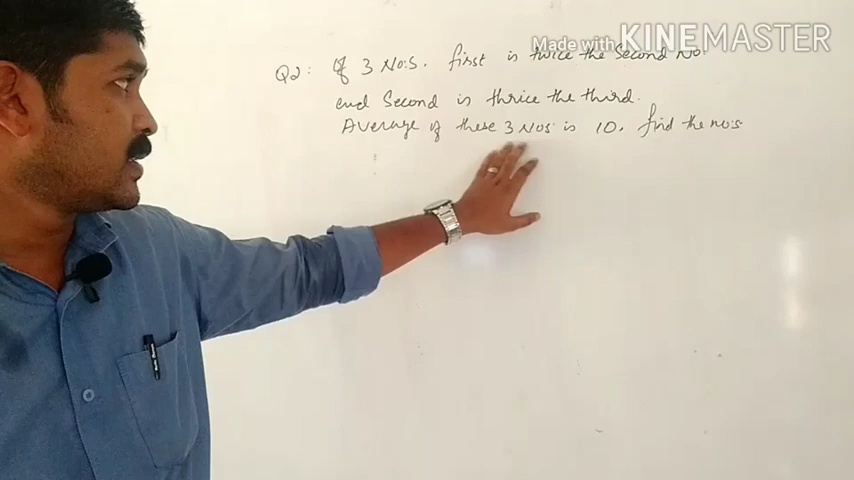 Made with KINEMASTER
Q2: Of 3 NO:S. first is twice the Second NO.
and Second is thrice the third.
Average of these 3 NOS is 10. find the no:s